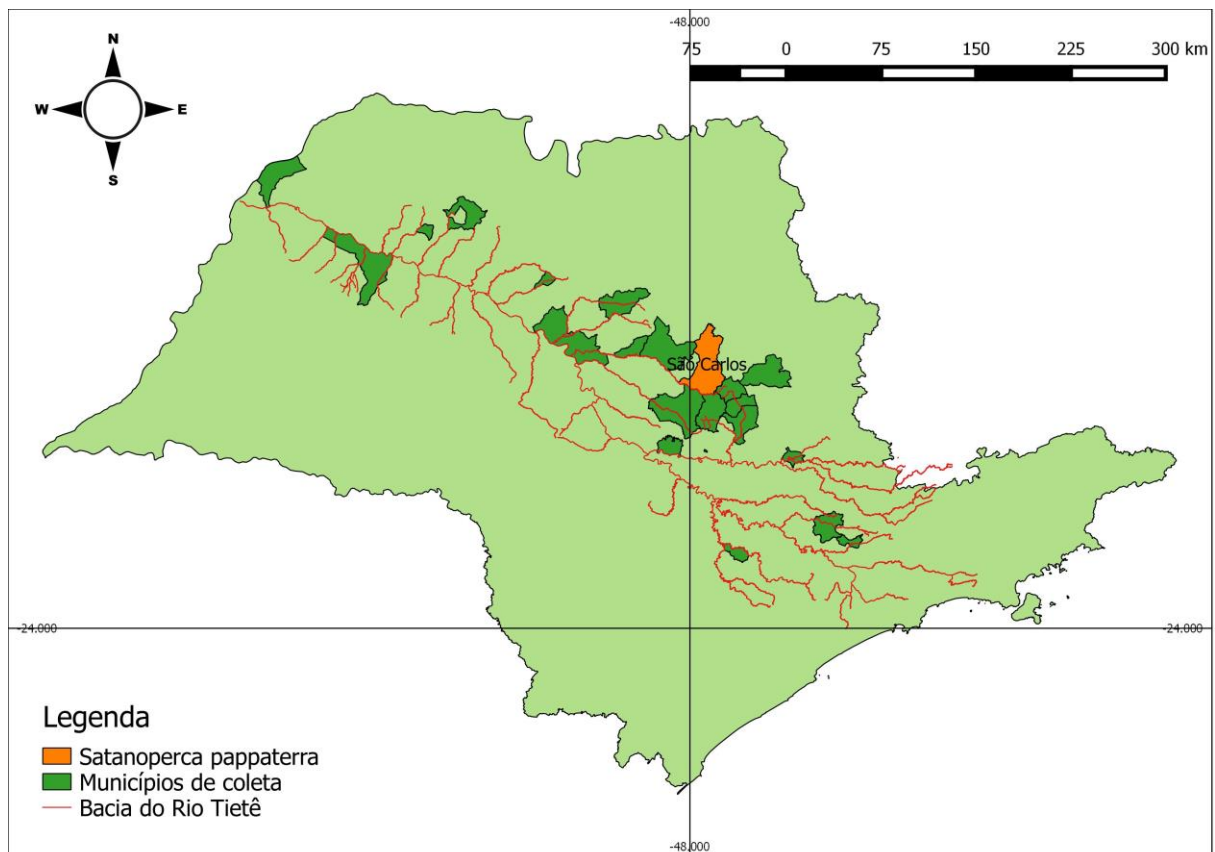 -48.000
N
W E
S
75 0 75 150 225 300 km
São Carlos
-24.000 -24.000
Legenda
Satanoperca pappaterra
Municípios de coleta
Bacia do Rio Tietê
-48.000